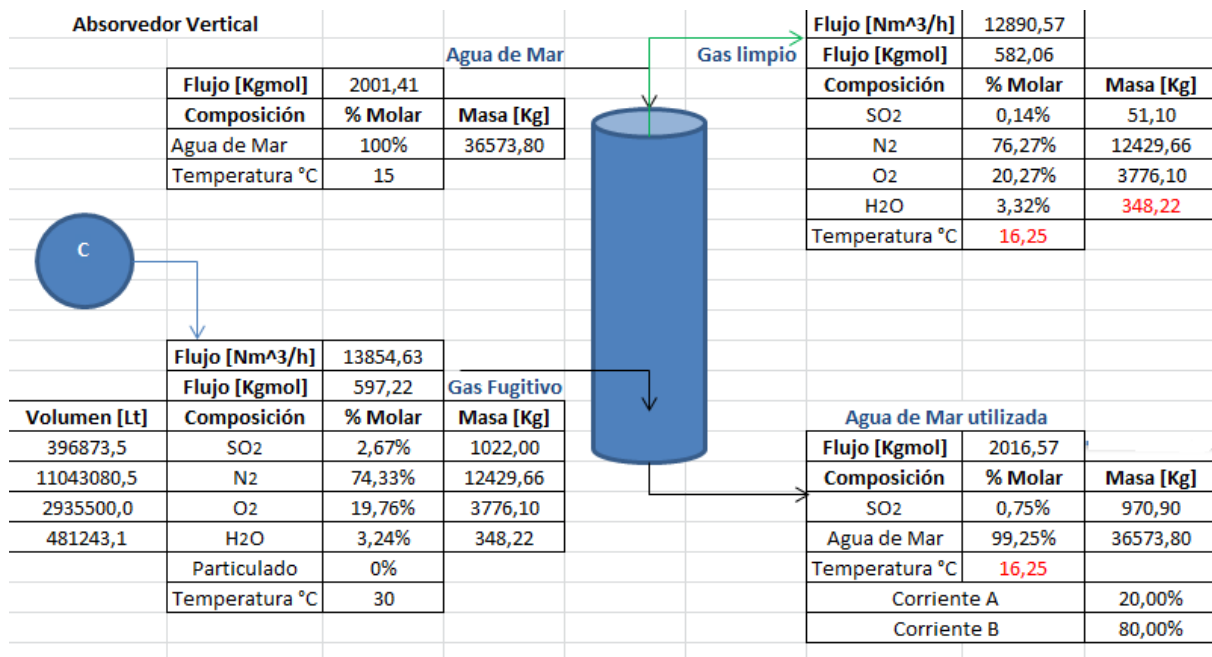 Absorvedor Vertical
Agua de Mar
Flujo [Kgmol] 2001,41
Composición % Molar Masa [Kg]
Agua de Mar 100% 36573,80
Temperatura °C 15
Gas limpio
Flujo [Nm^3/h] 12890,57
Flujo [Kgmol] 582,06
Composición % Molar Masa [Kg]
SO2 0,14% 51,10
N2 76,27% 12429,66
O2 20,27% 3776,10
H2O 3,32% 348,22
Temperatura °C 16,25
C
Flujo [Nm^3/h] 13854,63
Flujo [Kgmol] 597,22 Gas Fugitivo
Volumen [Lt] Composición % Molar Masa [Kg]
396873,5 SO2 2,67% 1022,00
11043080,5 N2 74,33% 12429,66
2935500,0 O2 19,76% 3776,10
481243,1 H2O 3,24% 348,22
Particulado 0%
Temperatura °C 30
Agua de Mar utilizada
Flujo [Kgmol] 2016,57
Composición % Molar Masa [Kg]
SO2 0,75% 970,90
Agua de Mar 99,25% 36573,80
Temperatura °C 16,25
Corriente A 20,00%
Corriente B 80,00%